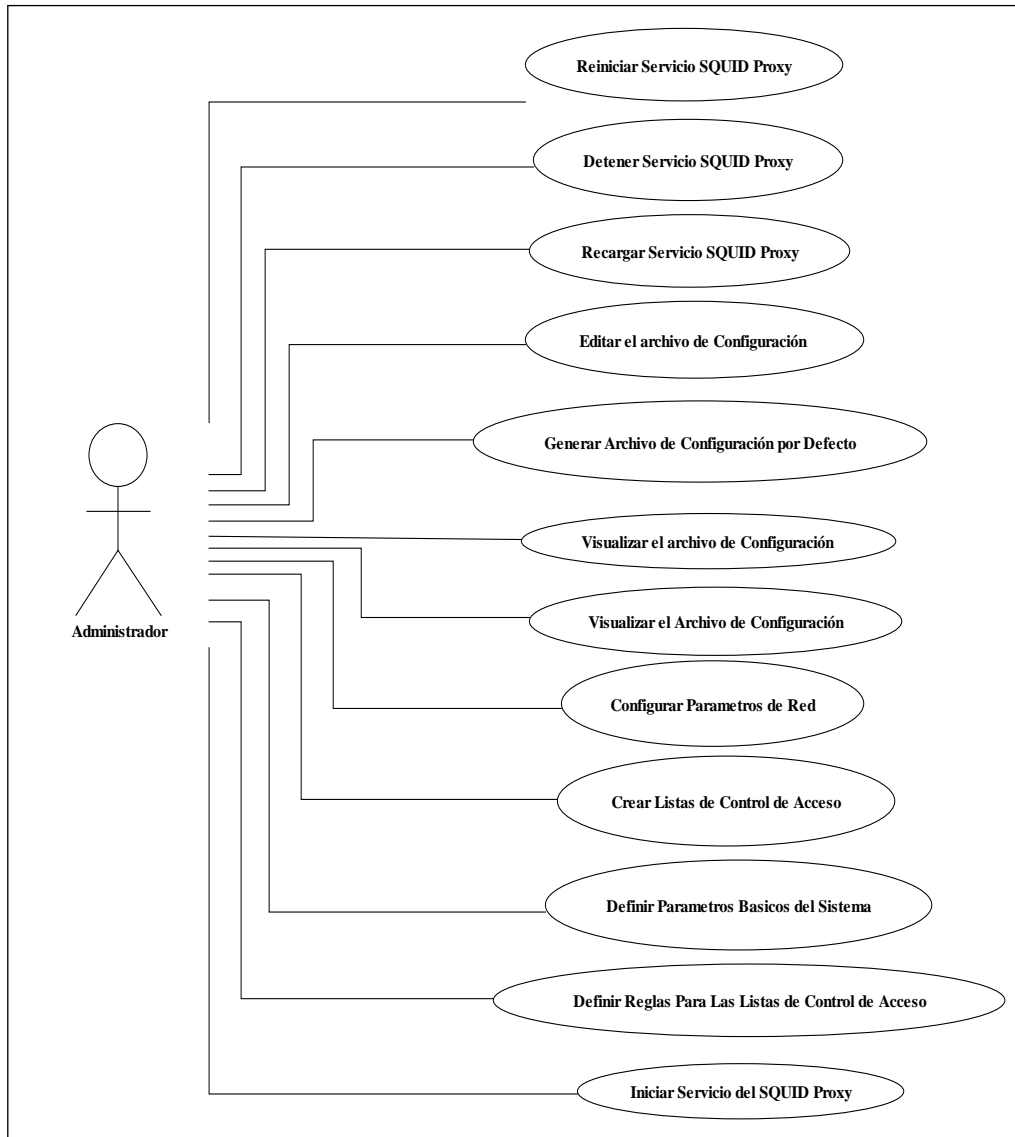 Reiniciar Servicio SQUID Proxy
Detener Servicio SQUID Proxy
Recargar Servicio SQUID Proxy
Editar el archivo de Configuración
Generar Archivo de Configuración por Defecto
Visualizar el archivo de Configuración
Visualizar el Archivo de Configuración
Administrador
Configurar Parametros de Red
Crear Listas de Control de Acceso
Definir Parametros Basicos del Sistema
Definir Reglas Para Las Listas de Control de Acceso
Iniciar Servicio del SQUID Proxy